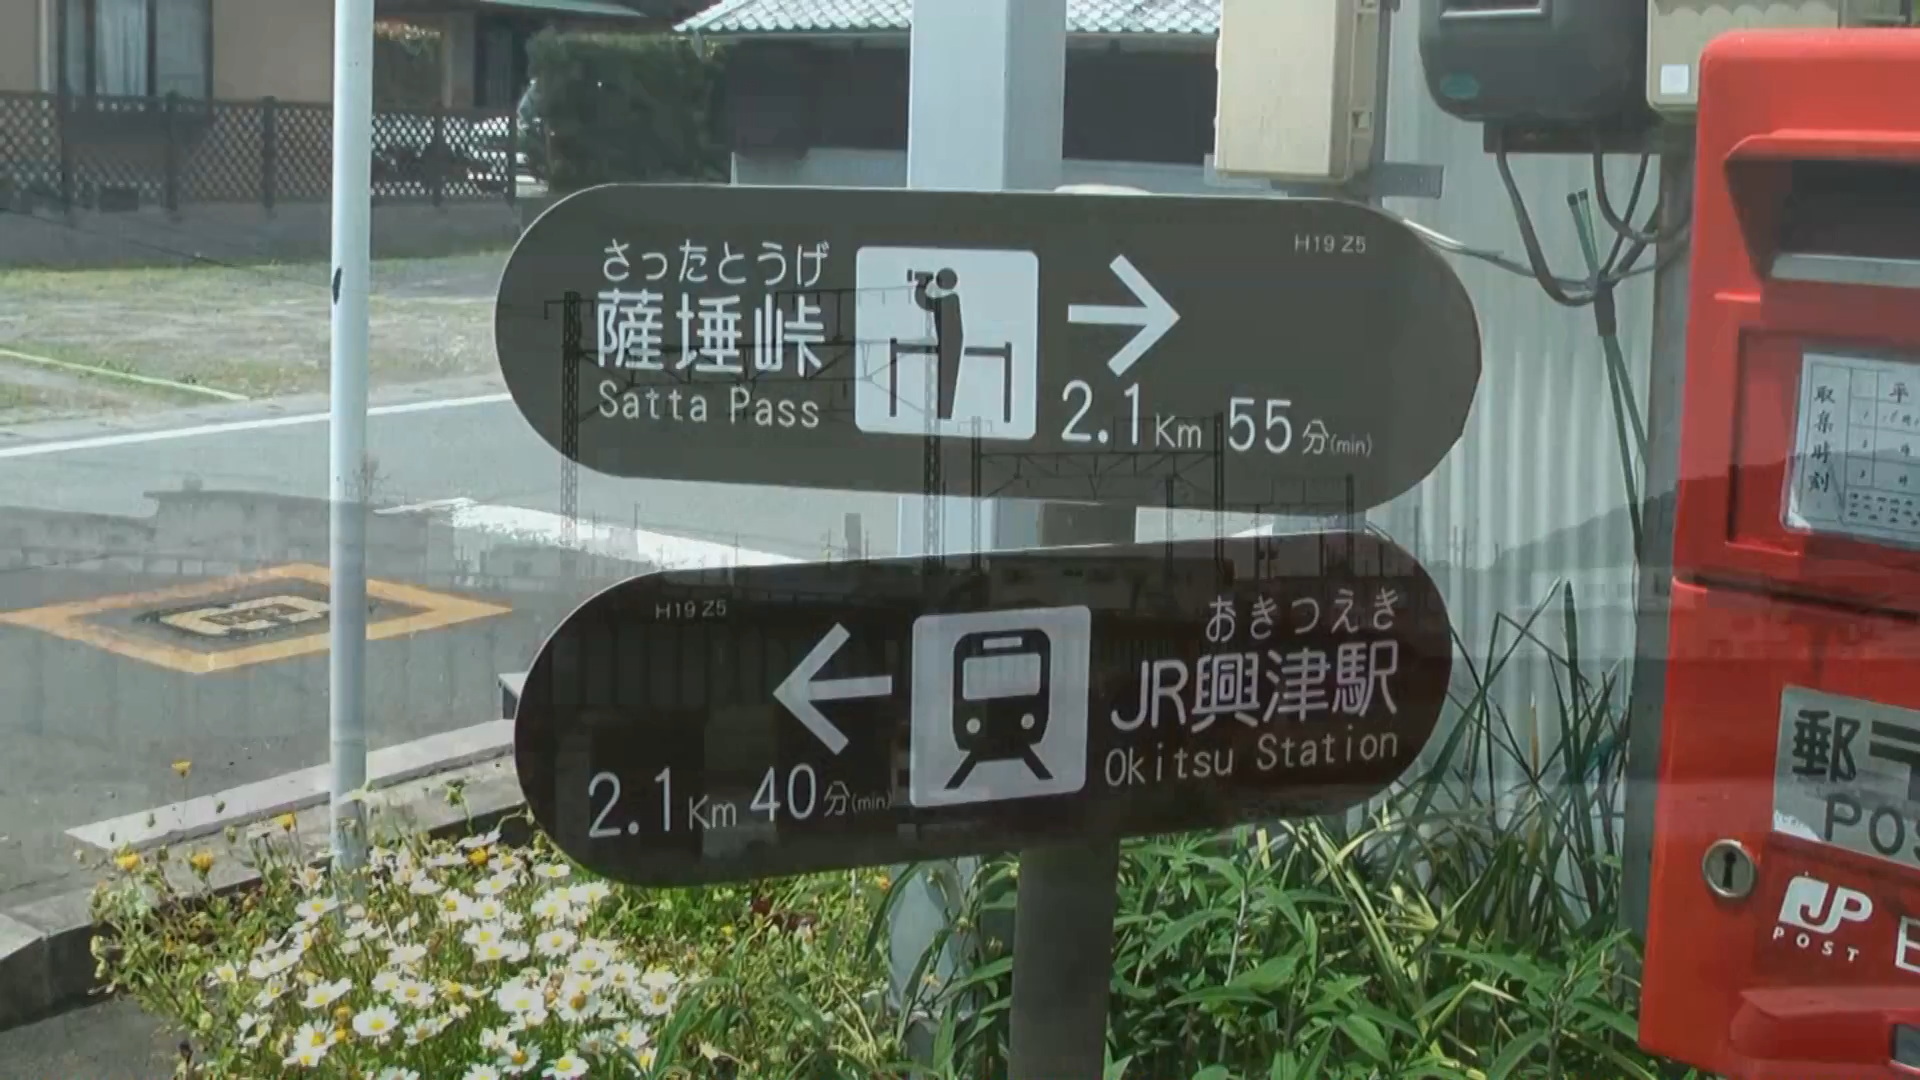 H19 Z5
さったとうげ
薩埵峠
Satta Pass
2.1Km 55分(min)
H19 Z5
おきつえき
JR興津駅
Okitsu Station
2.1Km 40分(min)
取集時刻
平
郵〒
POS
JP
POST